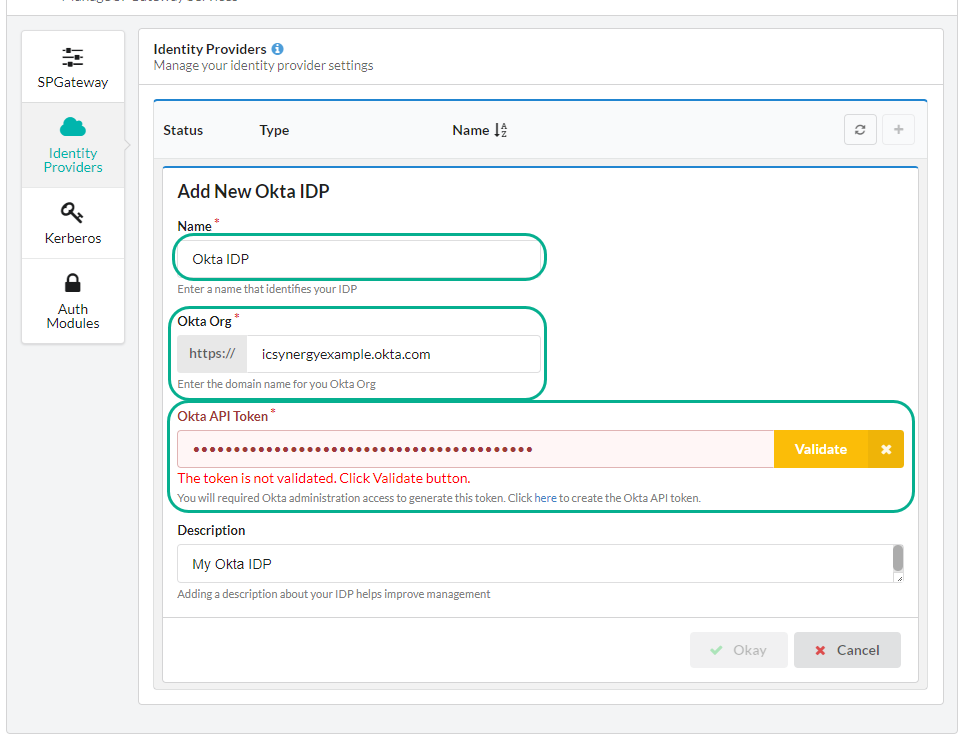 SPGateway
Identity
Providers
Kerberos
Auth
Modules
Identity Providers
Manage your identity provider settings
Status Type Name
Add New Okta IDP
Name *
Okta IDP
Enter a name that identifies your IDP
Okta Org *
https:// icsynergyexample.okta.com
Enter the domain name for you Okta Org
Okta API Token *
Validate
The token is not validated. Click Validate button.
You will required Okta administration access to generate this token. Click here to create the Okta API token.
Description
My Okta IDP
Adding a description about your IDP helps improve management
Okay Cancel